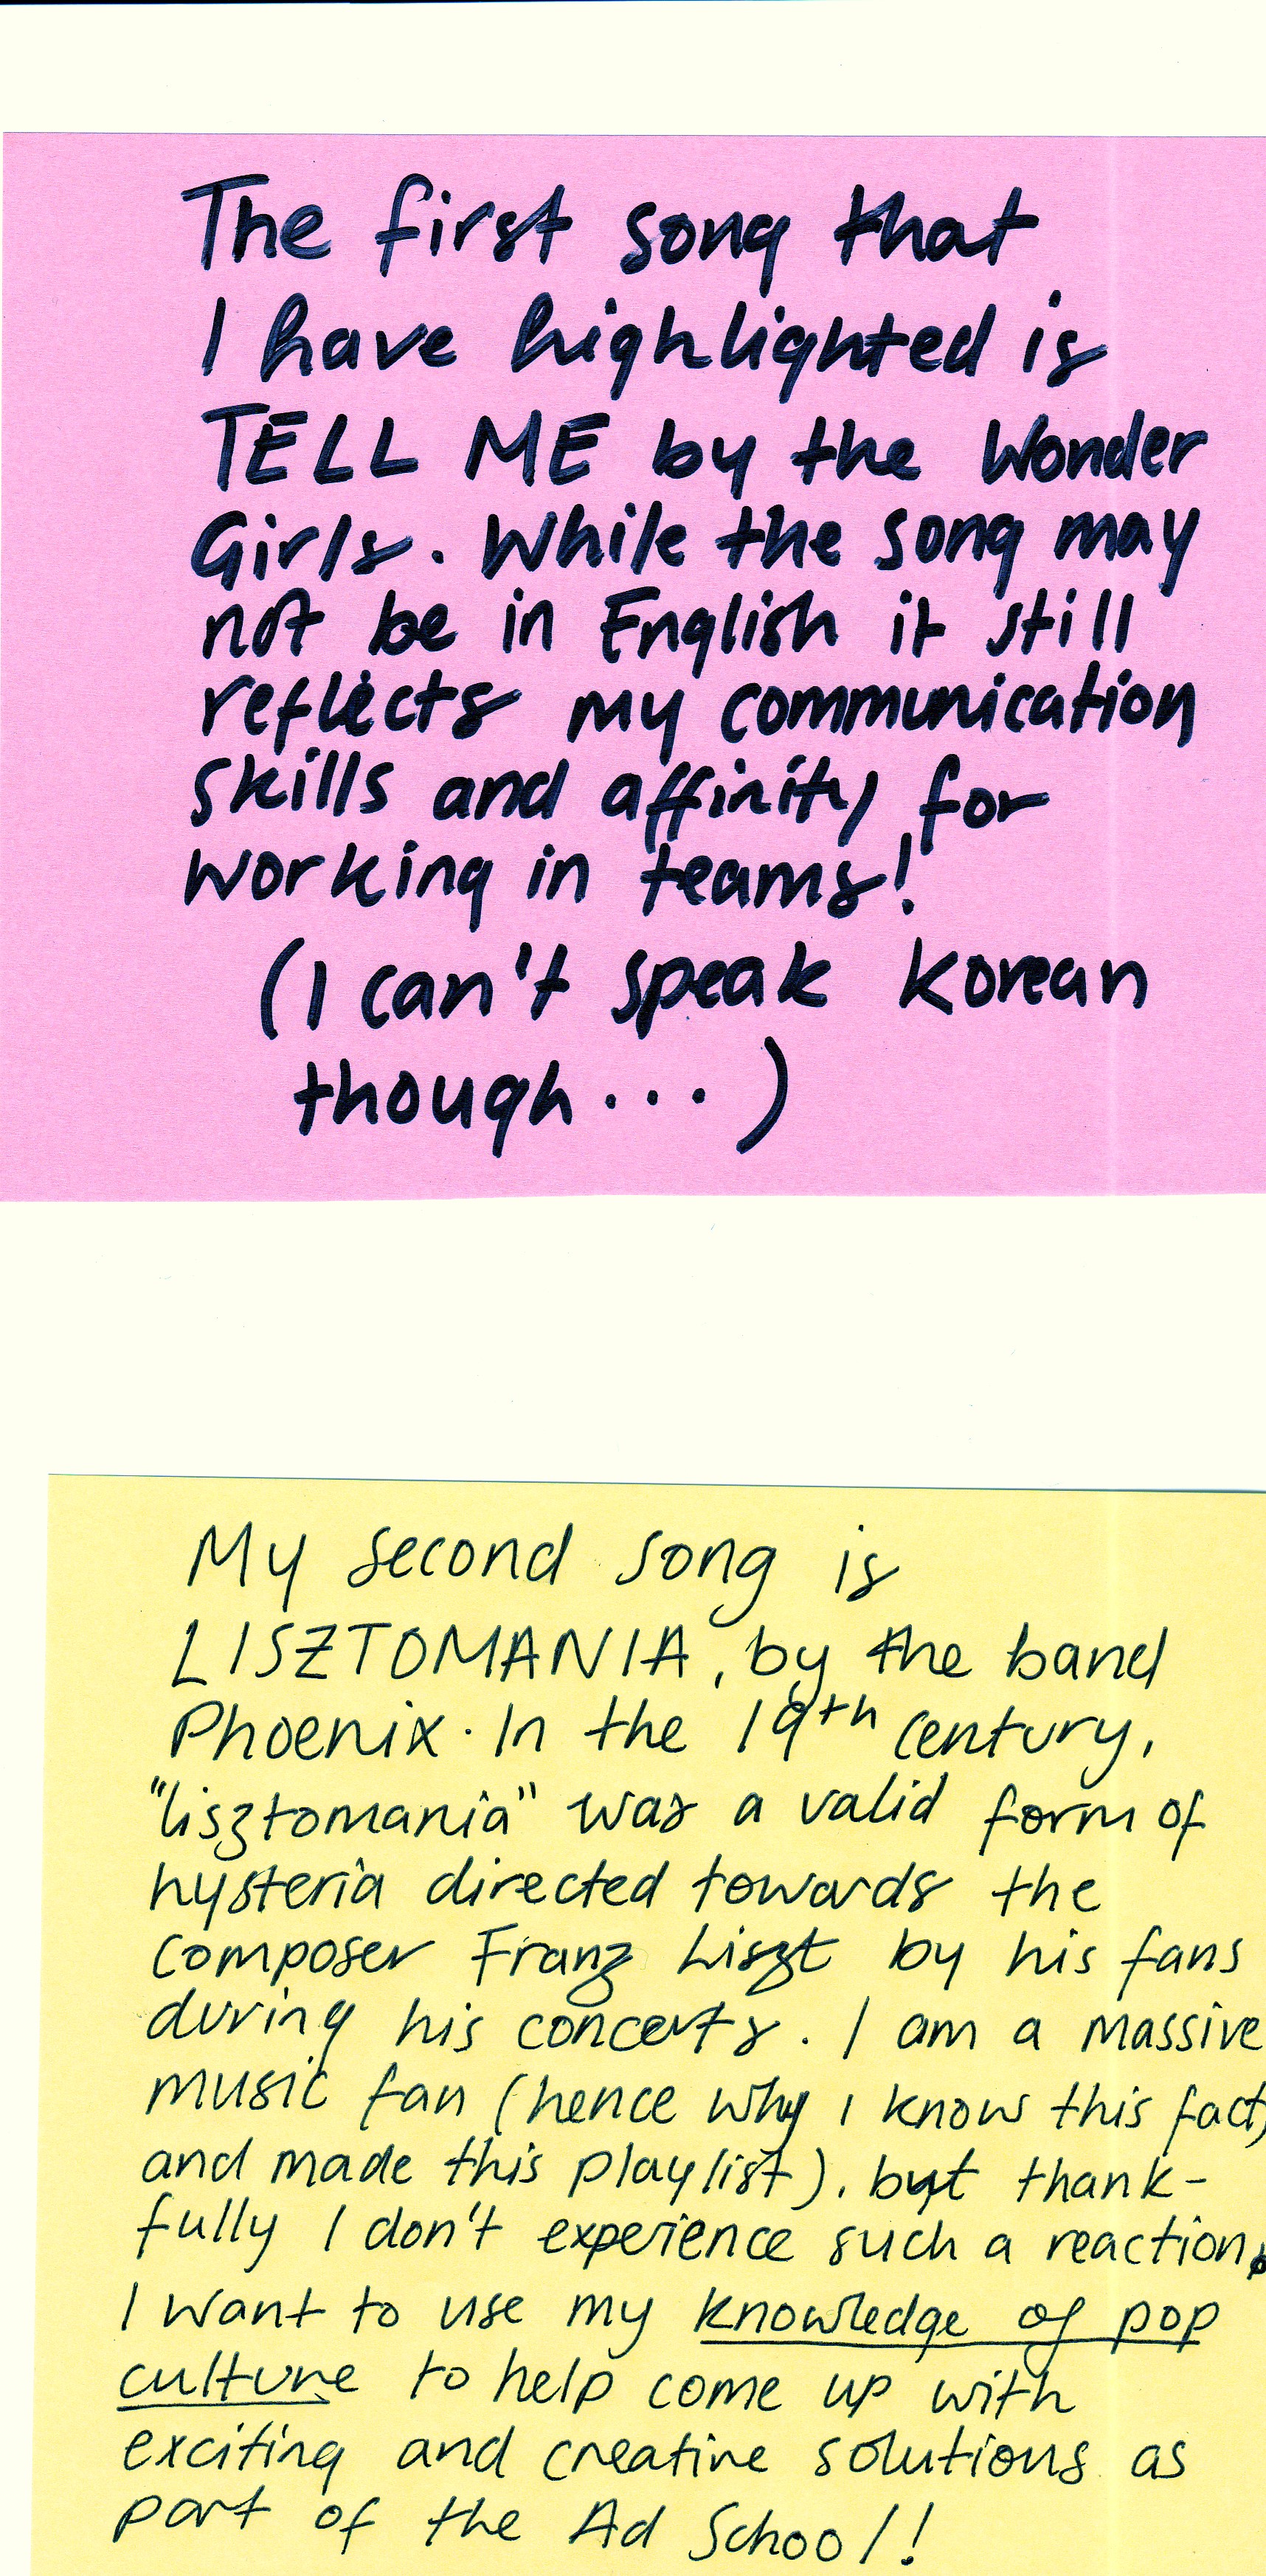 The first song that
I have highlighted is
TELL ME by the Wonder
Girls. While the song may
not be in English it still
reflects my communication
skills and affinity for
working in teams!
(I can't speak Korean
though...)
My second song is
LISZTOMANIA, by the band
Phoenix. In the 19th century,
"lisztomania" was a valid form of
hysteria directed towards the
composer Franz Liszt by his fans
during his concerts. I am a massive
music fan (hence why I know this fact,
and made this playlist), but thank-
fully I don't experience such a reaction.
I want to use my knowledge of pop
culture to help come up with
exciting and creative solutions as
part of the Ad School!